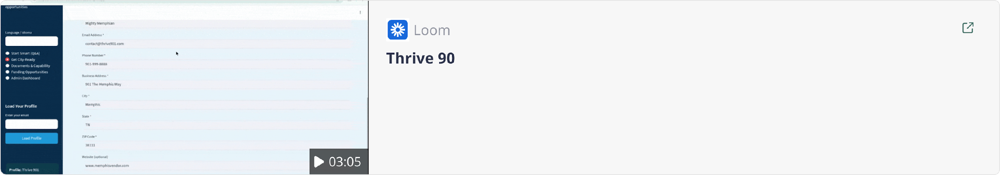 opportunities
Language / Idioma
Start Smart (Q&A)
Get City-Ready
Documents & Capability
Funding Opportunities
Admin Dashboard
Load Your Profile
Enter your email
Load Profile
Profile: Thrive 901
Mighty Memphian
Email Address *
contact@thrive901.com
Phone Number *
901-999-8888
Business Address *
901 The Memphis Way
City *
Memphis
State *
TN
ZIP Code *
38111
Website (optional)
www.memphisvendor.com
03:05
Loom
Thrive 90